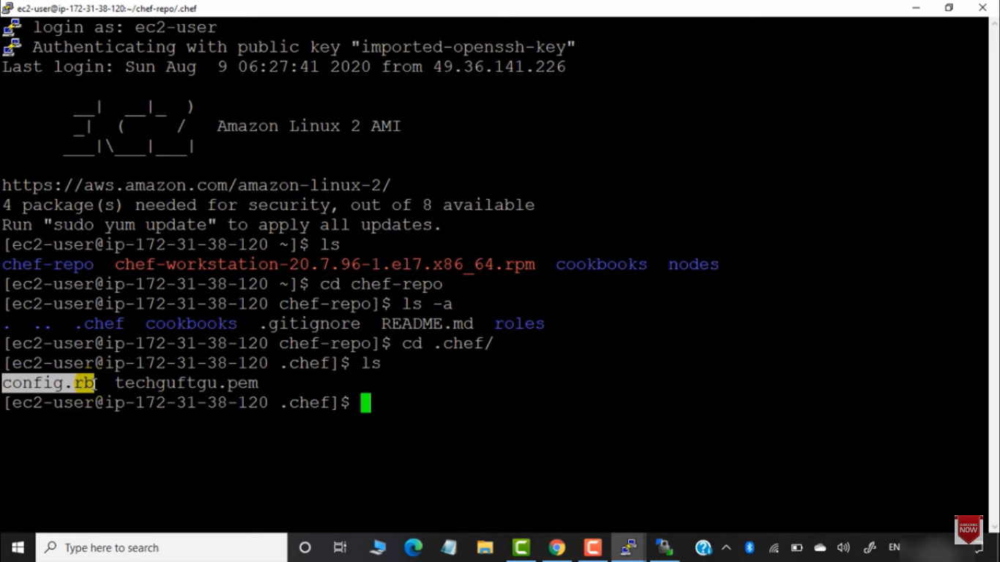 ec2-user@ip-172-31-38-120:~/chef-repo/.chef
login as: ec2-user
Authenticating with public key "imported-openssh-key"
Last login: Sun Aug  9 06:27:41 2020 from 49.36.141.226
       __|  __|_  )
       _|  (     /   Amazon Linux 2 AMI
      ___|\___|___|
https://aws.amazon.com/amazon-linux-2/
4 package(s) needed for security, out of 8 available
Run "sudo yum update" to apply all updates.
[ec2-user@ip-172-31-38-120 ~]$ ls
chef-repo  chef-workstation-20.7.96-1.el7.x86_64.rpm  cookbooks  nodes
[ec2-user@ip-172-31-38-120 ~]$ cd chef-repo
[ec2-user@ip-172-31-38-120 chef-repo]$ ls -a
.  ..  .chef  cookbooks  .gitignore  README.md  roles
[ec2-user@ip-172-31-38-120 chef-repo]$ cd .chef/
[ec2-user@ip-172-31-38-120 .chef]$ ls
config.rb  techguftgu.pem
[ec2-user@ip-172-31-38-120 .chef]$
SUBSCRIBE
NOW
Type here to search
EN